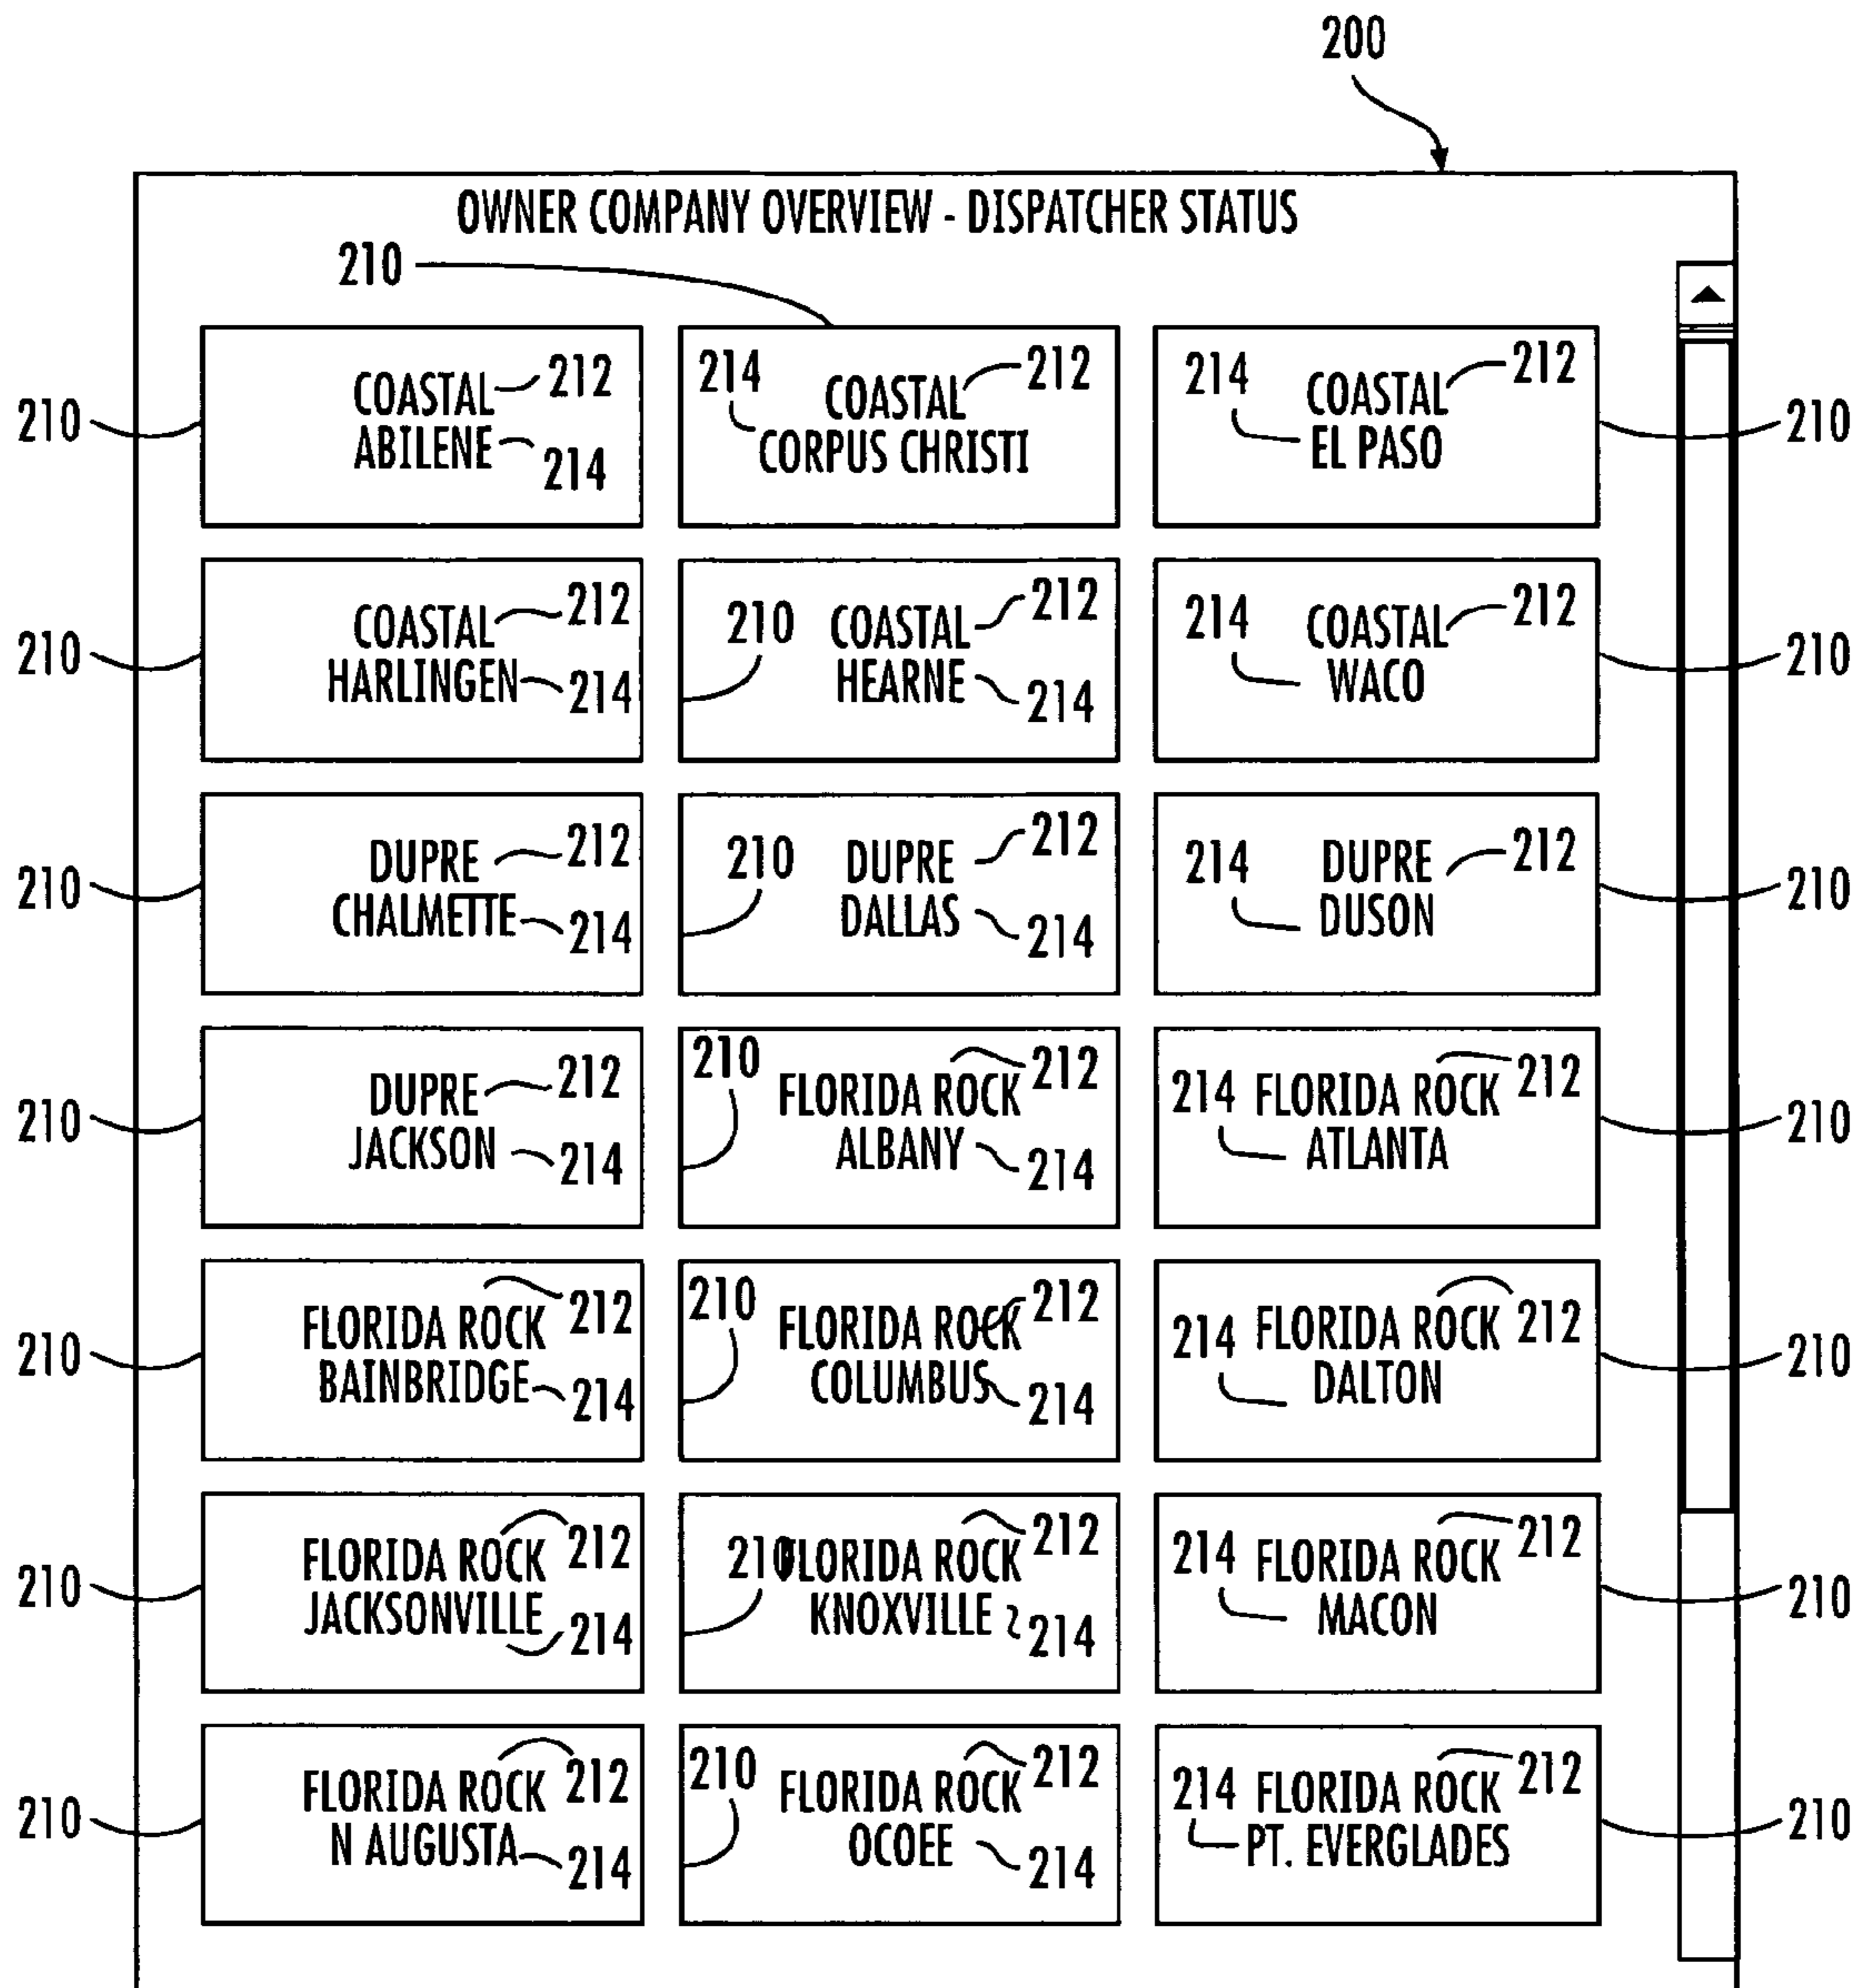 200
OWNER COMPANY OVERVIEW - DISPATCHER STATUS
210
210
COASTAL 212
ABILENE 214
214 COASTAL 212
CORPUS CHRISTI
214 COASTAL 212
EL PASO
210
210
COASTAL 212
HARLINGEN 214
210 COASTAL 212
HEARNE 214
214 COASTAL 212
WACO
210
210
DUPRE 212
CHALMETTE 214
210 DUPRE 212
DALLAS 214
214 DUPRE 212
DUSON
210
210
DUPRE 212
JACKSON 214
210 FLORIDA ROCK 212
ALBANY 214
214 FLORIDA ROCK 212
ATLANTA
210
210
FLORIDA ROCK 212
BAINBRIDGE 214
210 FLORIDA ROCK 212
COLUMBUS 214
214 FLORIDA ROCK 212
DALTON
210
210
FLORIDA ROCK 212
JACKSONVILLE 214
210 FLORIDA ROCK 212
KNOXVILLE 214
214 FLORIDA ROCK 212
MACON
210
210
FLORIDA ROCK 212
N AUGUSTA 214
210 FLORIDA ROCK 212
OCOEE 214
214 FLORIDA ROCK 212
PT. EVERGLADES
210